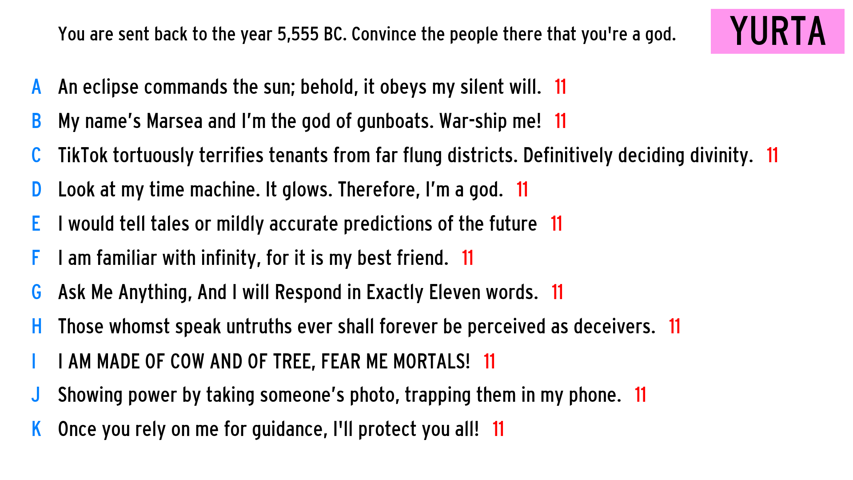 You are sent back to the year 5,555 BC. Convince the people there that you're a god.
YURTA
A An eclipse commands the sun; behold, it obeys my silent will. 11
B My name’s Marsea and I’m the god of gunboats. War-ship me! 11
C TikTok tortuously terrifies tenants from far flung districts. Definitively deciding divinity. 11
D Look at my time machine. It glows. Therefore, I’m a god. 11
E I would tell tales or mildly accurate predictions of the future 11
F I am familiar with infinity, for it is my best friend. 11
G Ask Me Anything, And I will Respond in Exactly Eleven words. 11
H Those whomst speak untruths ever shall forever be perceived as deceivers. 11
I I AM MADE OF COW AND OF TREE, FEAR ME MORTALS! 11
J Showing power by taking someone’s photo, trapping them in my phone. 11
K Once you rely on me for guidance, I'll protect you all! 11